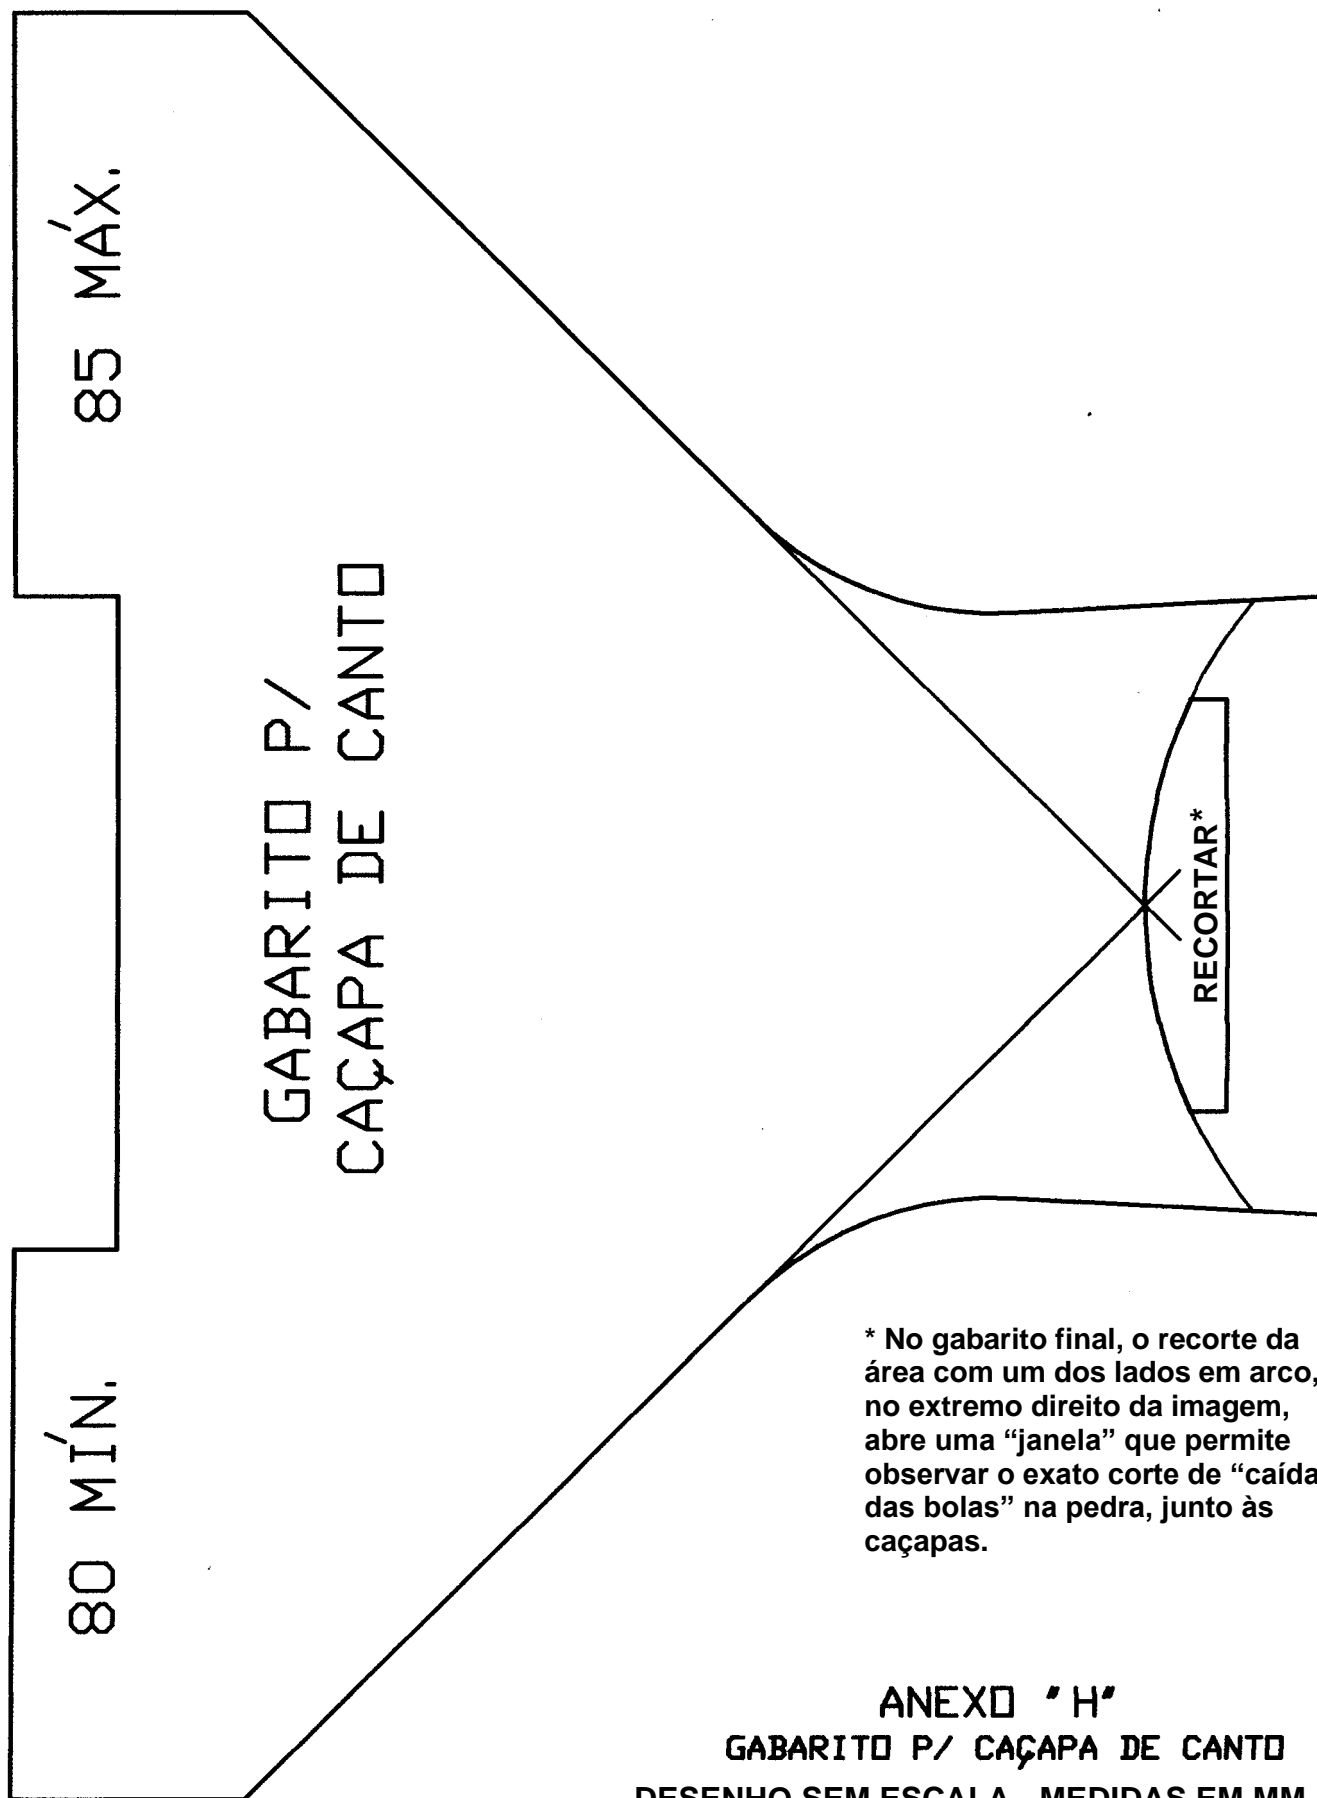 85 MÁX.
GABARITO P/
CAÇAPA DE CANTO
RECORTAR*
80 MÍN.
* No gabarito final, o recorte da
área com um dos lados em arco,
no extremo direito da imagem,
abre uma “janela” que permite
observar o exato corte de “caída
das bolas” na pedra, junto às
caçapas.
ANEXO "H"
GABARITO P/ CAÇAPA DE CANTO
DESENHO SEM ESCALA - MEDIDAS EM MM